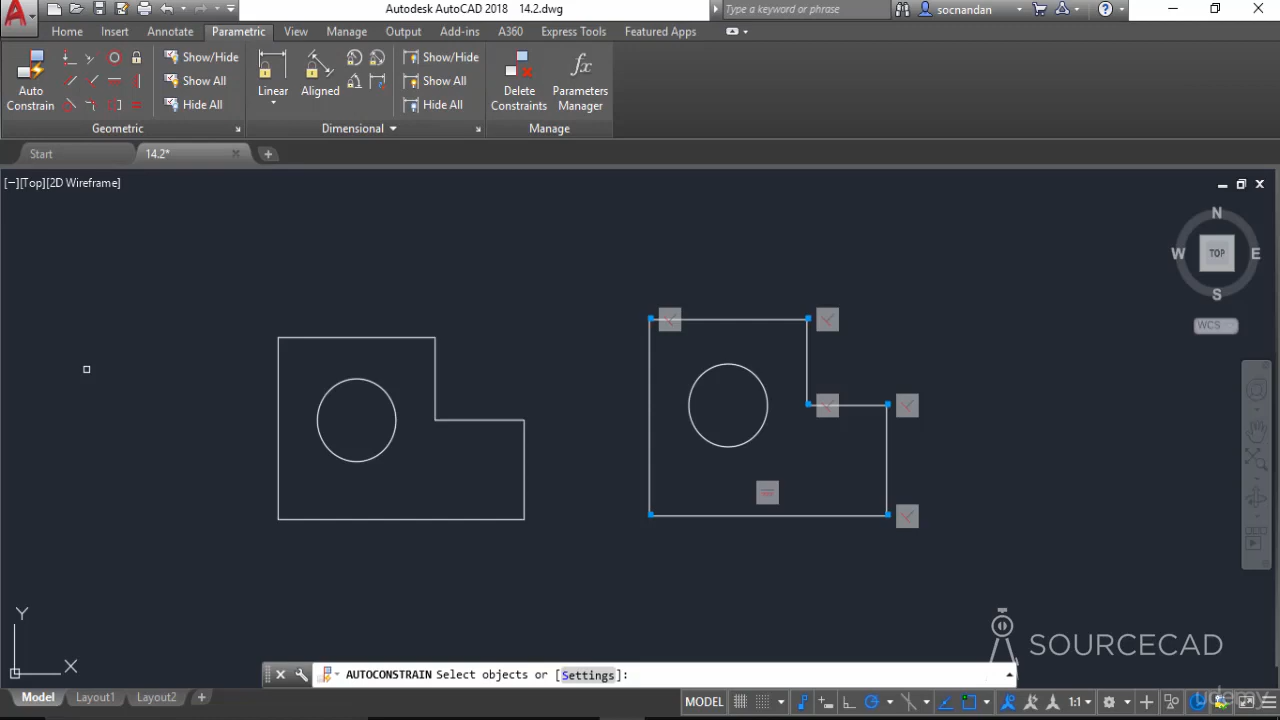 Autodesk AutoCAD 2018 14.2.dwg
Type a keyword or phrase
socnandan
Home Insert Annotate Parametric View Manage Output Add-ins A360 Express Tools Featured Apps
Auto
Constrain
Show/Hide
Show All
Hide All
Geometric
Linear
Aligned
Show/Hide
Show All
Hide All
Dimensional
Delete
Constraints
fx
Parameters
Manager
Manage
Start
14.2*
[−][Top][2D Wireframe]
N
W TOP E
S
WCS
Y
X
SOURCECAD
AUTOCONSTRAIN Select objects or [Settings]:
Model Layout1 Layout2
MODEL
1:1
udemy